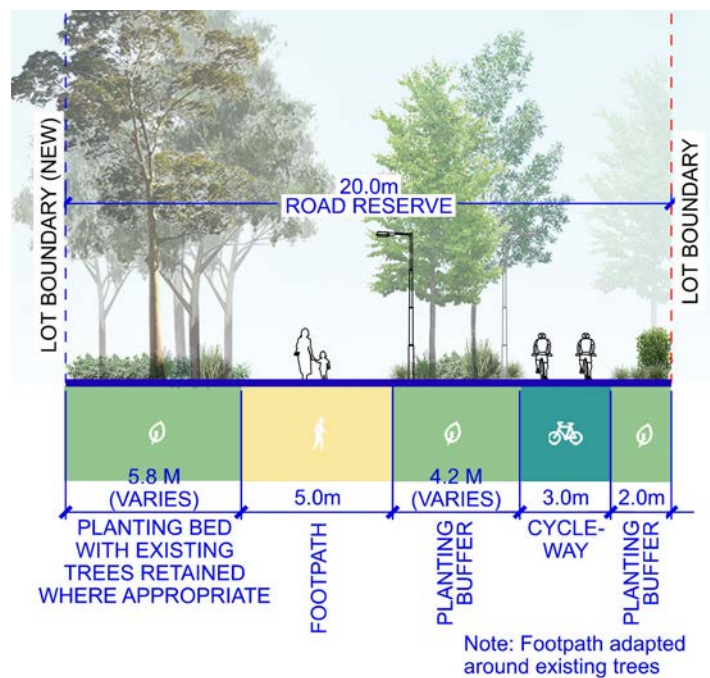 LOT BOUNDARY (NEW)
20.0m
ROAD RESERVE
LOT BOUNDARY
5.8 M
(VARIES)
5.0m
4.2 M
(VARIES)
3.0m
2.0m
PLANTING BED
WITH EXISTING
TREES RETAINED
WHERE APPROPRIATE
FOOTPATH
PLANTING
BUFFER
CYCLE-
WAY
PLANTING
BUFFER
Note: Footpath adapted
around existing trees